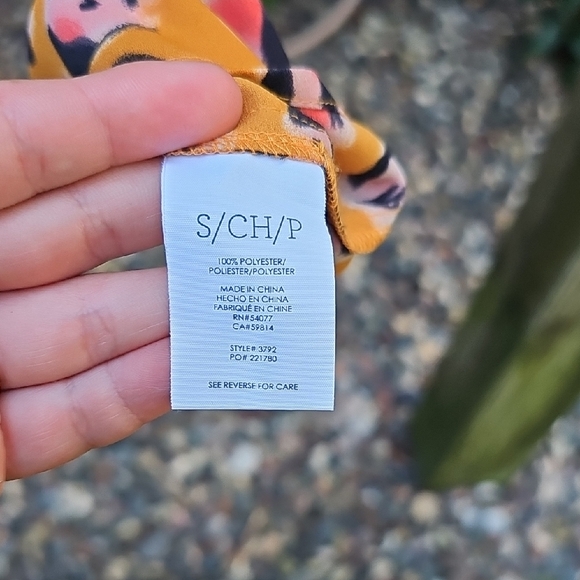 S/CH/P
100% POLYESTER/
POLIESTER/POLYESTER
MADE IN CHINA
HECHO EN CHINA
FABRIQUÉ EN CHINE
RN#54077
CA#59814
STYLE# 3792
PO# 221780
SEE REVERSE FOR CARE